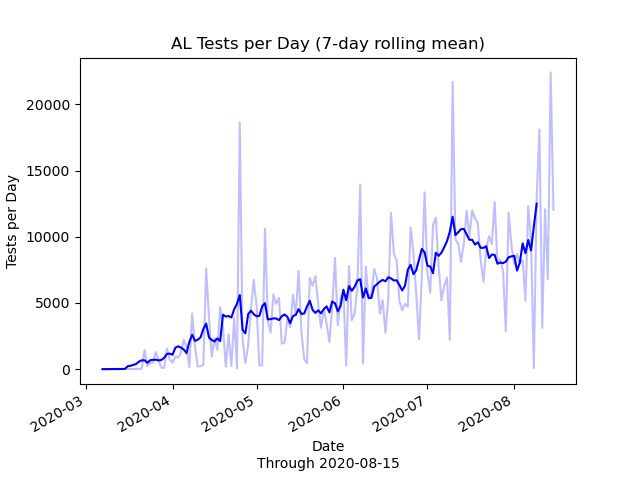 AL Tests per Day (7-day rolling mean)
Tests per Day
20000
15000
10000
5000
0
2020-03
2020-04
2020-05
2020-06
2020-07
2020-08
Date
Through 2020-08-15